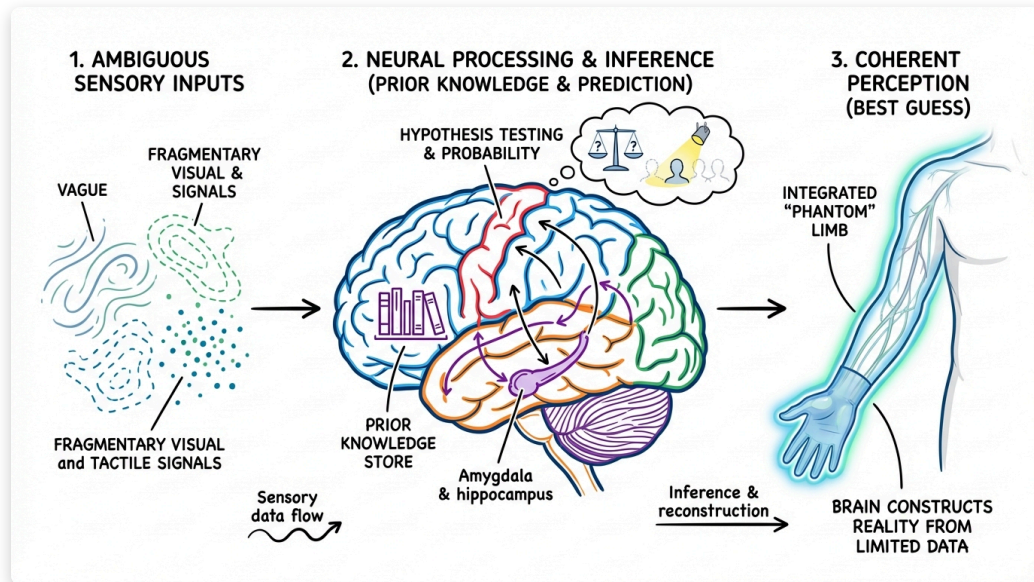 1. AMBIGUOUS
SENSORY INPUTS
VAGUE
FRAGMENTARY
VISUAL &
SIGNALS
FRAGMENTARY VISUAL
and TACTILE SIGNALS
Sensory
data flow
2. NEURAL PROCESSING & INFERENCE
(PRIOR KNOWLEDGE & PREDICTION)
HYPOTHESIS TESTING
& PROBABILITY
? ?
PRIOR
KNOWLEDGE
STORE
Amygdala
& hippocampus
Inference &
reconstruction
3. COHERENT
PERCEPTION
(BEST GUESS)
INTEGRATED
"PHANTOM"
LIMB
BRAIN CONSTRUCTS
REALITY FROM
LIMITED DATA